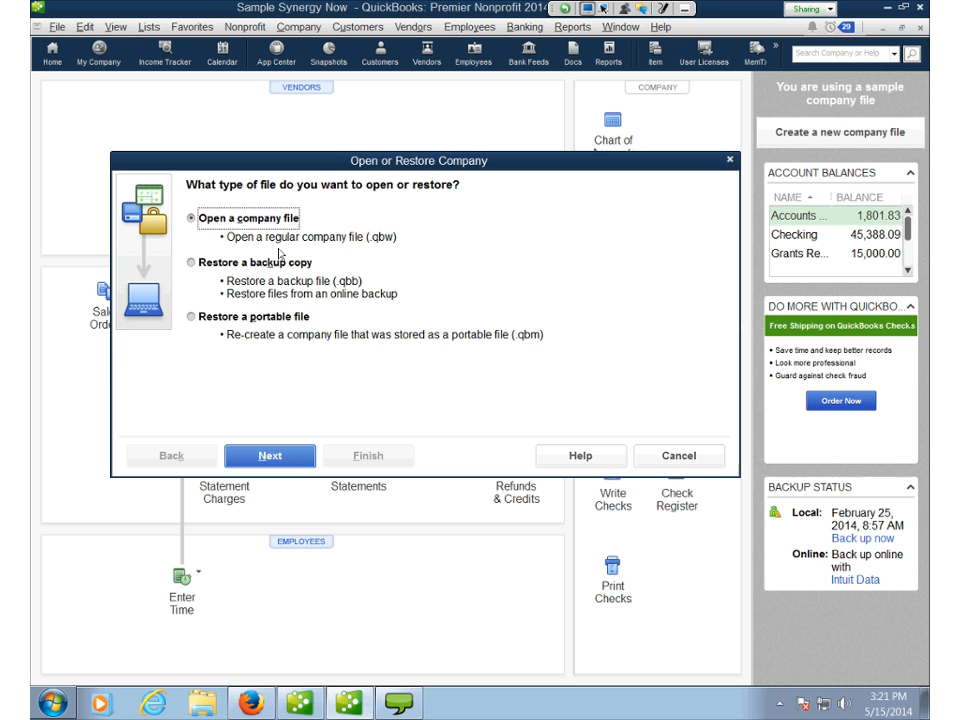 Sample Synergy Now - QuickBooks: Premier Nonprofit 2014
Sharing
File Edit View Lists Favorites Nonprofit Company Customers Vendors Employees Banking Reports Window Help
29
Home My Company Income Tracker Calendar App Center Snapshots Customers Vendors Employees Bank Feeds Docs Reports Item User Licenses MemTx
Search Company or Help
VENDORS
COMPANY
Chart of
You are using a sample
company file
Create a new company file
Open or Restore Company
What type of file do you want to open or restore?
Open a company file
• Open a regular company file (.qbw)
Restore a backup copy
• Restore a backup file (.qbb)
• Restore files from an online backup
Restore a portable file
• Re-create a company file that was stored as a portable file (.qbm)
Back Next Finish Help Cancel
Sal
Ord
Statement
Charges
Statements
Refunds
& Credits
Write
Checks
Check
Register
EMPLOYEES
Enter
Time
Print
Checks
ACCOUNT BALANCES
NAME BALANCE
Accounts ... 1,801.83
Checking 45,388.09
Grants Re... 15,000.00
DO MORE WITH QUICKBO...
Free Shipping on QuickBooks Checks
• Save time and keep better records
• Look more professional
• Guard against check fraud
Order Now
BACKUP STATUS
Local: February 25,
2014, 8:57 AM
Back up now
Online: Back up online
with
Intuit Data
3:21 PM
5/15/2014